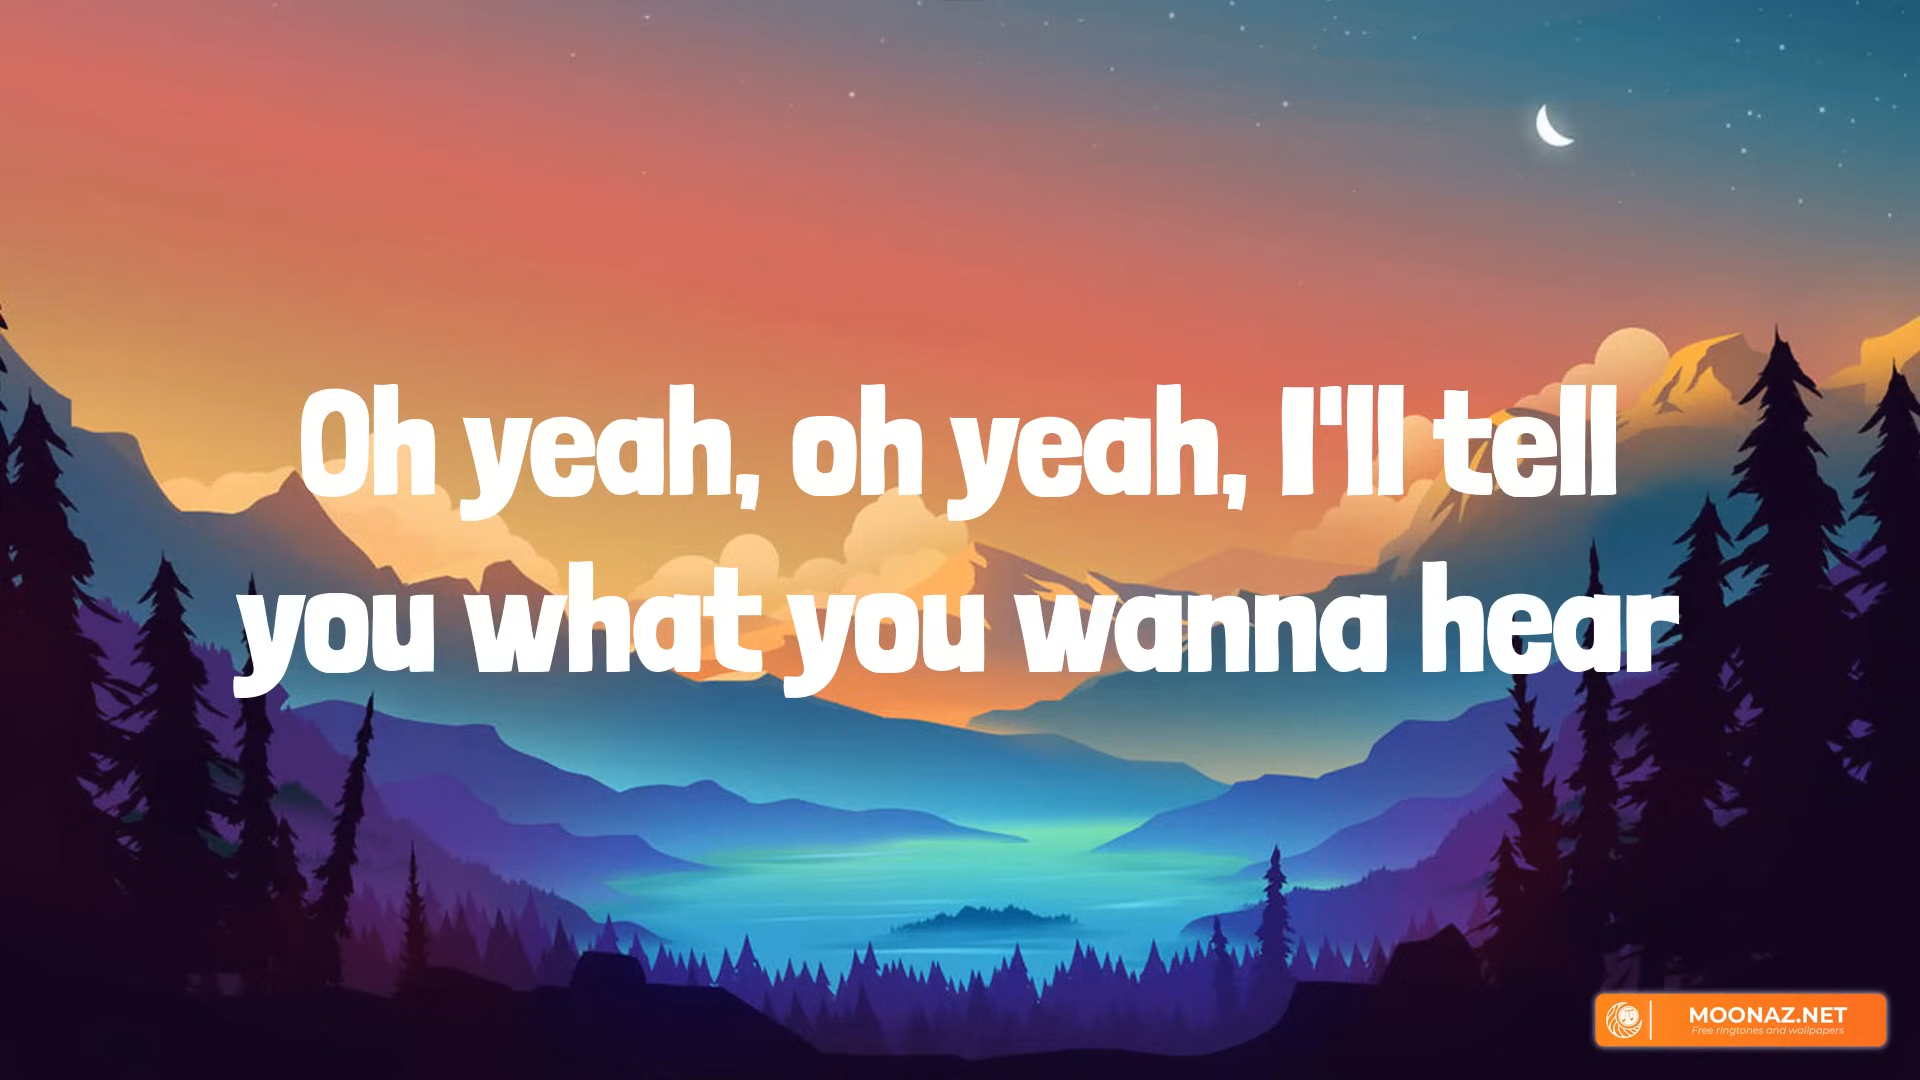 Oh yeah, oh yeah, I'll tell
you what you wanna hear
MOONAZ.NET
Free ringtones and wallpapers